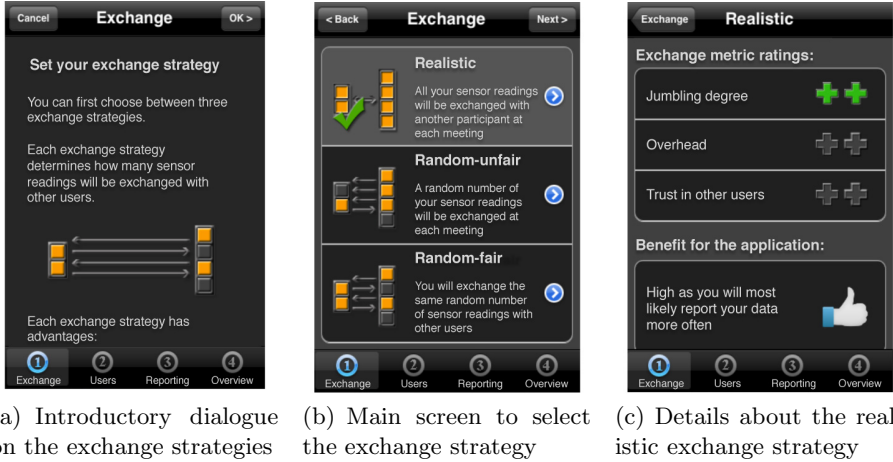 Cancel
Exchange
OK >
Set your exchange strategy
You can first choose between three
exchange strategies.
Each exchange strategy
determines how many sensor
readings will be exchanged with
other users.
Each exchange strategy has
advantages:
1
2
3
4
Exchange
Users
Reporting
Overview
a) Introductory dialogue
on the exchange strategies
< Back
Exchange
Next >
Realistic
All your sensor readings
will be exchanged with
another participant at
each meeting
Random-unfair
A random number of
your sensor readings
will be exchanged at
each meeting
Random-fair
You will exchange the
same random number
of sensor readings with
other users
1
2
3
4
Exchange
Users
Reporting
Overview
(b) Main screen to select
the exchange strategy
Exchange
Realistic
Exchange metric ratings:
Jumbling degree
Overhead
Trust in other users
Benefit for the application:
High as you will most
likely report your data
more often
1
2
3
4
Exchange
Users
Reporting
Overview
(c) Details about the real
istic exchange strategy